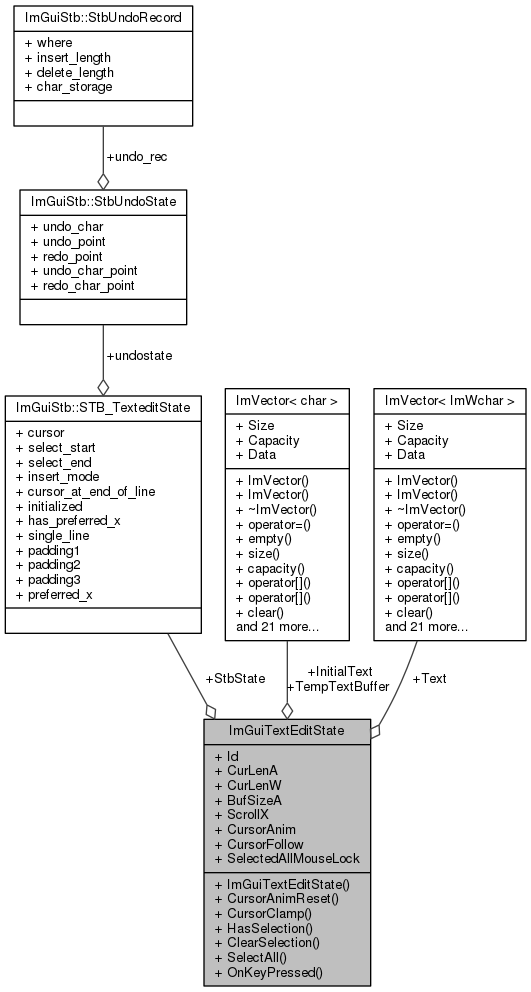 ImGuiStb::StbUndoRecord
+ where
+ insert_length
+ delete_length
+ char_storage
+undo_rec
ImGuiStb::StbUndoState
+ undo_char
+ undo_point
+ redo_point
+ undo_char_point
+ redo_char_point
+undostate
ImGuiStb::STB_TexteditState
+ cursor
+ select_start
+ select_end
+ insert_mode
+ cursor_at_end_of_line
+ initialized
+ has_preferred_x
+ single_line
+ padding1
+ padding2
+ padding3
+ preferred_x
ImVector< char >
+ Size
+ Capacity
+ Data
+ ImVector()
+ ImVector()
+ ~ImVector()
+ operator=()
+ empty()
+ size()
+ capacity()
+ operator[]()
+ operator[]()
+ clear()
and 21 more...
ImVector< ImWchar >
+ Size
+ Capacity
+ Data
+ ImVector()
+ ImVector()
+ ~ImVector()
+ operator=()
+ empty()
+ size()
+ capacity()
+ operator[]()
+ operator[]()
+ clear()
and 21 more...
+StbState
+InitialText
+TempTextBuffer
+Text
ImGuiTextEditState
+ Id
+ CurLenA
+ CurLenW
+ BufSizeA
+ ScrollX
+ CursorAnim
+ CursorFollow
+ SelectedAllMouseLock
+ ImGuiTextEditState()
+ CursorAnimReset()
+ CursorClamp()
+ HasSelection()
+ ClearSelection()
+ SelectAll()
+ OnKeyPressed()